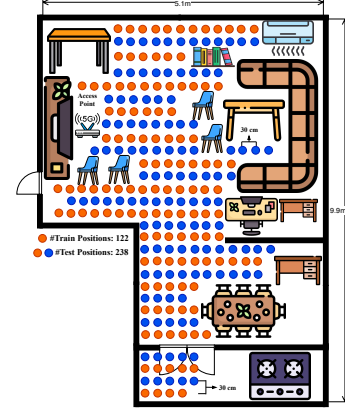 5.1m
Access
Point
((5G))
30 cm
9.9m
#Train Positions: 122
#Test Positions: 238
30 cm